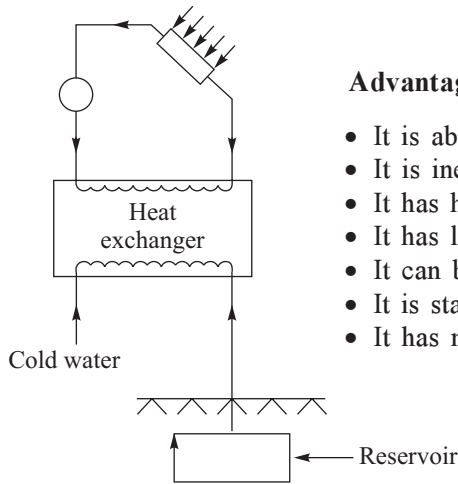 Advantag
• It is ab
• It is
• It has
• It has
• It can
• It is sta
• It has
Heat
exchanger
Cold water
Reservoir